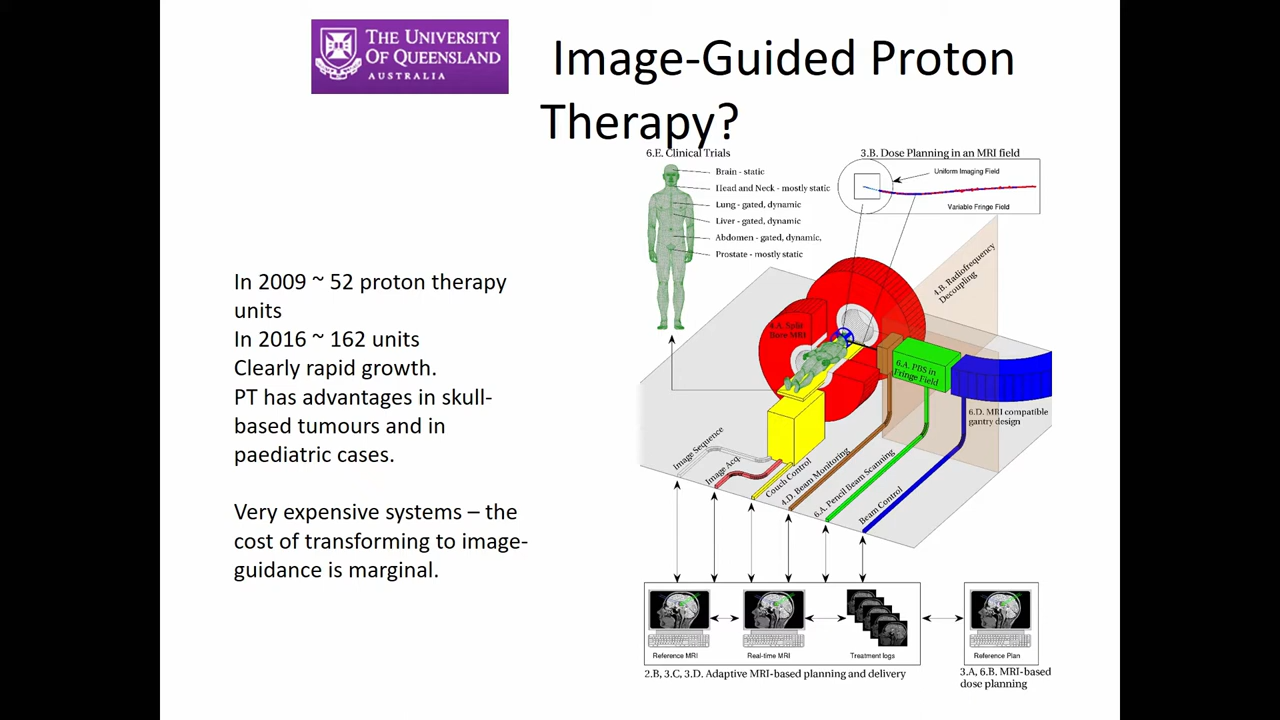 THE UNIVERSITY
OF QUEENSLAND
AUSTRALIA
Image-Guided Proton
Therapy?
In 2009 ~ 52 proton therapy
units
In 2016 ~ 162 units
Clearly rapid growth.
PT has advantages in skull-
based tumours and in
paediatric cases.
Very expensive systems – the
cost of transforming to image-
guidance is marginal.
6.E. Clinical Trials
Brain - static
Head and Neck - mostly static
Lung - gated, dynamic
Liver - gated, dynamic
Abdomen - gated, dynamic,
Prostate - mostly static
3.B. Dose Planning in an MRI field
Uniform Imaging Field
Variable Fringe Field
4.B. Radiofrequency
Decoupling
Split
Bore MRI
6.A. PBS in
Fringe Field
6.D. MRI compatible
gantry design
Image Sequence
Image Acq.
Couch Control
4.D. Beam Monitoring
6.A. Pencil Beam Scanning
Beam Control
Reference MRI
Real-time MRI
Treatment logs
Reference Plan
2.B, 3.C, 3.D. Adaptive MRI-based planning and delivery
3.A, 6.B. MRI-based
dose planning